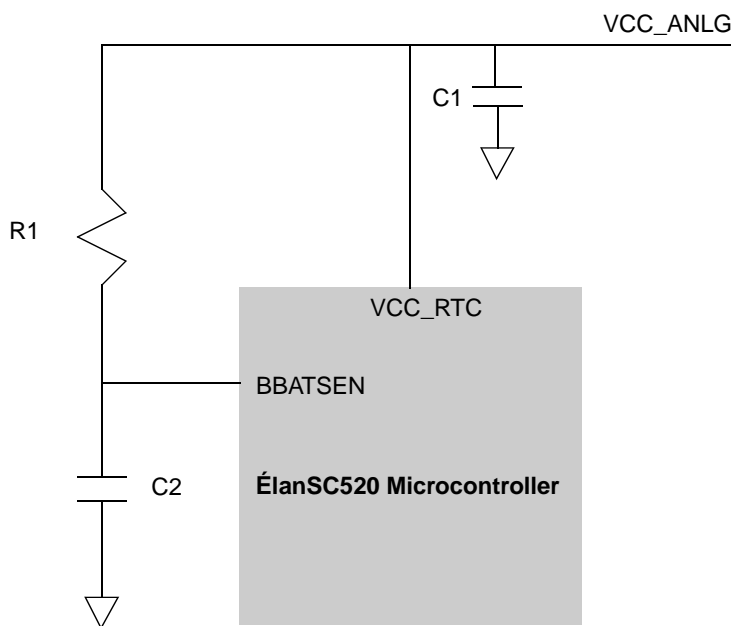 VCC_ANLG
C1
R1
VCC_RTC
BBATSEN
C2
ÉlanSC520 Microcontroller